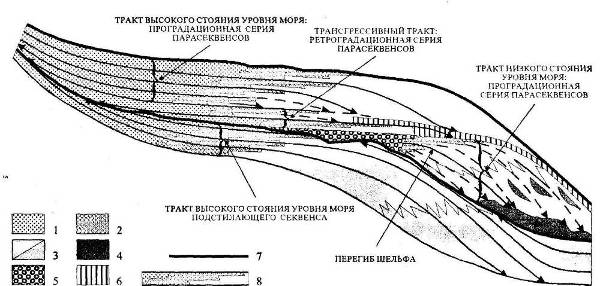 ТРАКТ ВЫСОКОГО СТОЯНИЯ УРОВНЯ МОРЯ:
ПРОГРАДАЦИОННАЯ СЕРИЯ
ПАРАСЕКВЕНСОВ
ТРАНСГРЕССИВНЫЙ ТРАКТ:
РЕТРОГРАДАЦИОННАЯ СЕРИЯ
ПАРАСЕКВЕНСОВ
ТРАКТ НИЗКОГО СТОЯНИЯ
УРОВНЯ МОРЯ:
ПРОГРАДАЦИОННАЯ
СЕРИЯ
ПАРАСЕКВЕНСОВ
ТРАКТ ВЫСОКОГО СТОЯНИЯ УРОВНЯ МОРЯ
ПОДСТИЛАЮЩЕГО СЕКВЕНСА
ПЕРЕГИБ ШЕЛЬФА
1
2
3
4
7
5
6
8